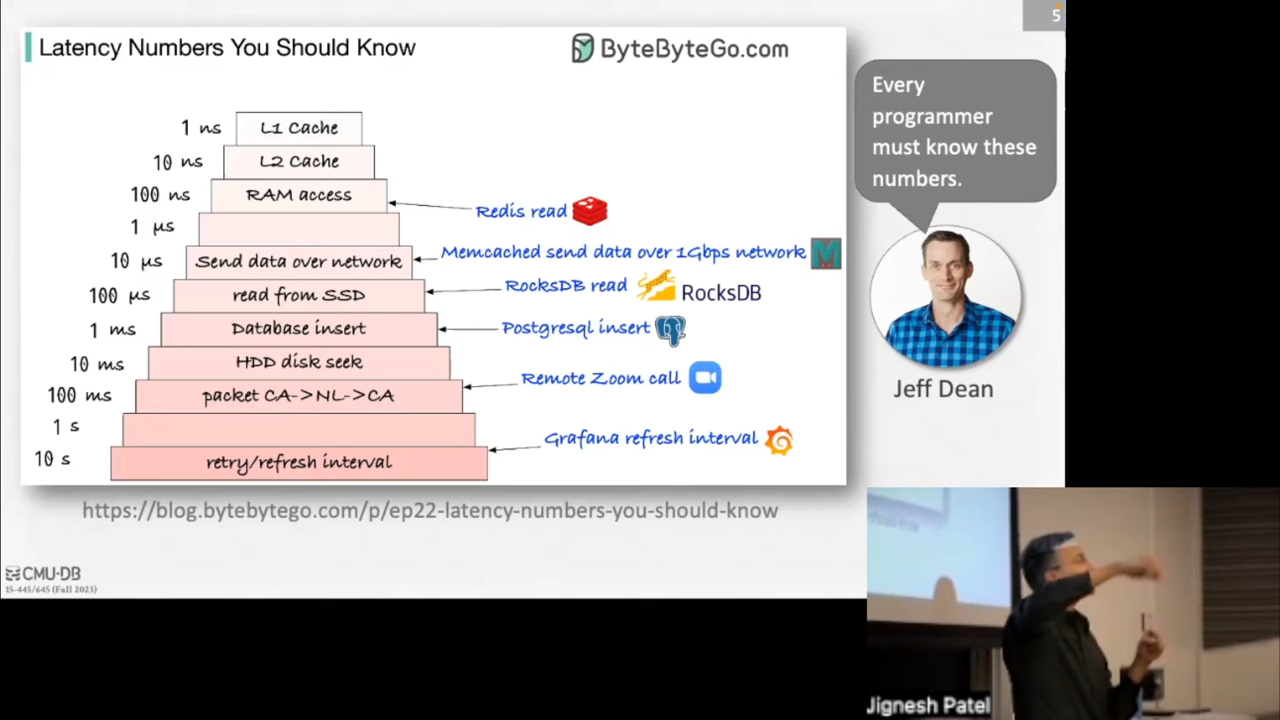 5
Latency Numbers You Should Know
ByteByteGo.com
Every
programmer
must know these
numbers.
Jeff Dean
1 ns L1 Cache
10 ns L2 Cache
100 ns RAM access
Redis read
1 µs
10 µs Send data over network
Memcached send data over 1Gbps network
100 µs read from SSD
RocksDB read RocksDB
1 ms Database insert
Postgresql insert
10 ms HDD disk seek
100 ms packet CA->NL->CA
Remote Zoom call
1 s
10 s retry/refresh interval
Grafana refresh interval
https://blog.bytebytego.com/p/ep22-latency-numbers-you-should-know
CMU·DB
15-445/645 (Fall 2023)
Jignesh Patel